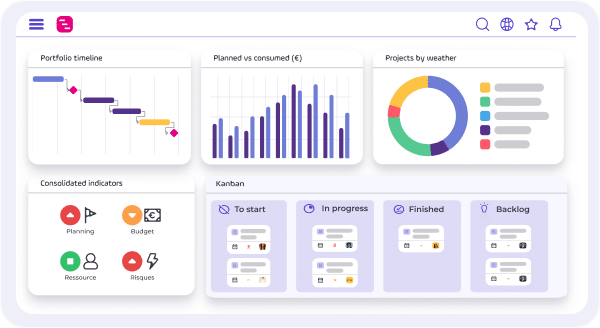 Portfolio timeline
Planned vs consumed (€)
Projects by weather
Consolidated indicators
Planning
Budget
Ressource
Risques
Kanban
To start
In progress
Finished
Backlog